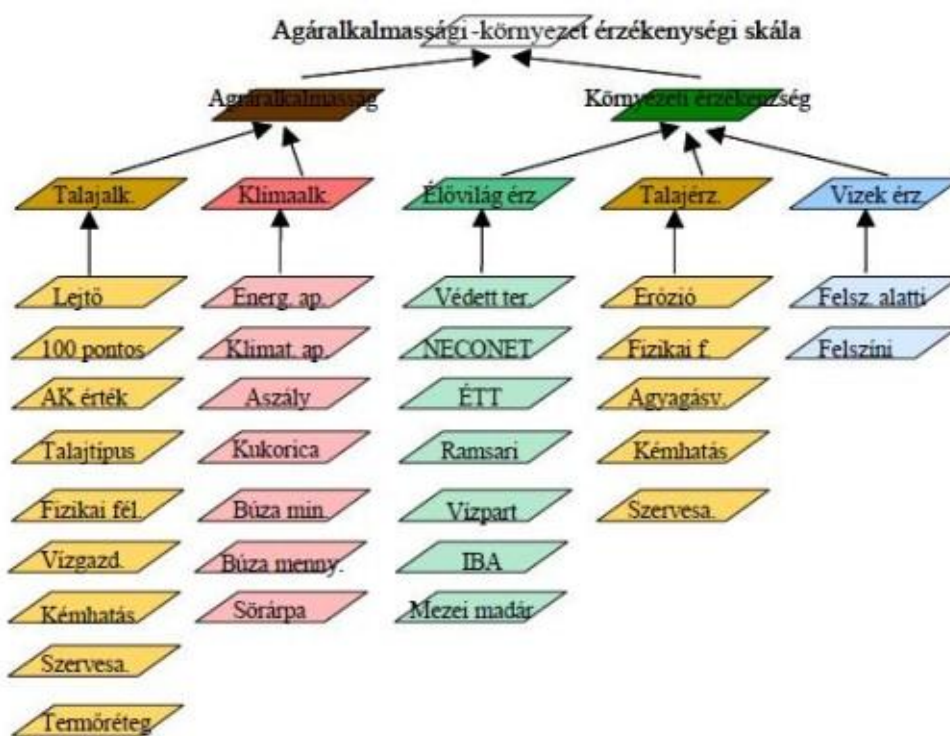 Agáralkalmassági -környezet érzékenységi skála
Agráralkalmasság
Környezeti érzékenzség
Talajalk.
Klimaalk.
Élővilág érz.
Talajérz.
Vizek érz.
Lejtő
100 pontos
AK érték
Talajtípus
Fizikai fél.
Vízgazd.
Kémhatás
Szervesa.
Termőréteg
Energ. ap.
Klimat. ap.
Aszály
Kukorica
Búza min.
Búza menny.
Sörárpa
Védett ter.
NECONET
ÉTT
Ramsari
Vízpart
IBA
Mezei madár
Erózió
Fizikai f.
Agyagásv.
Kémhatás
Szervesa.
Felsz. alatti
Felszíni